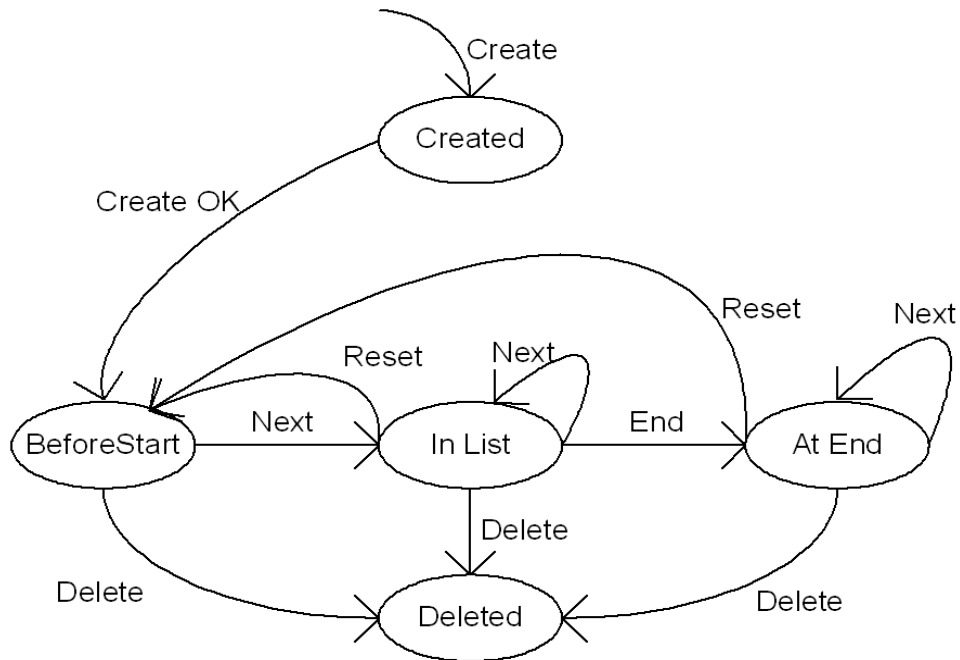 Create
Created
Create OK
Reset
Next
Reset
Next
BeforeStart
Next
In List
End
At End
Delete
Delete
Delete
Deleted